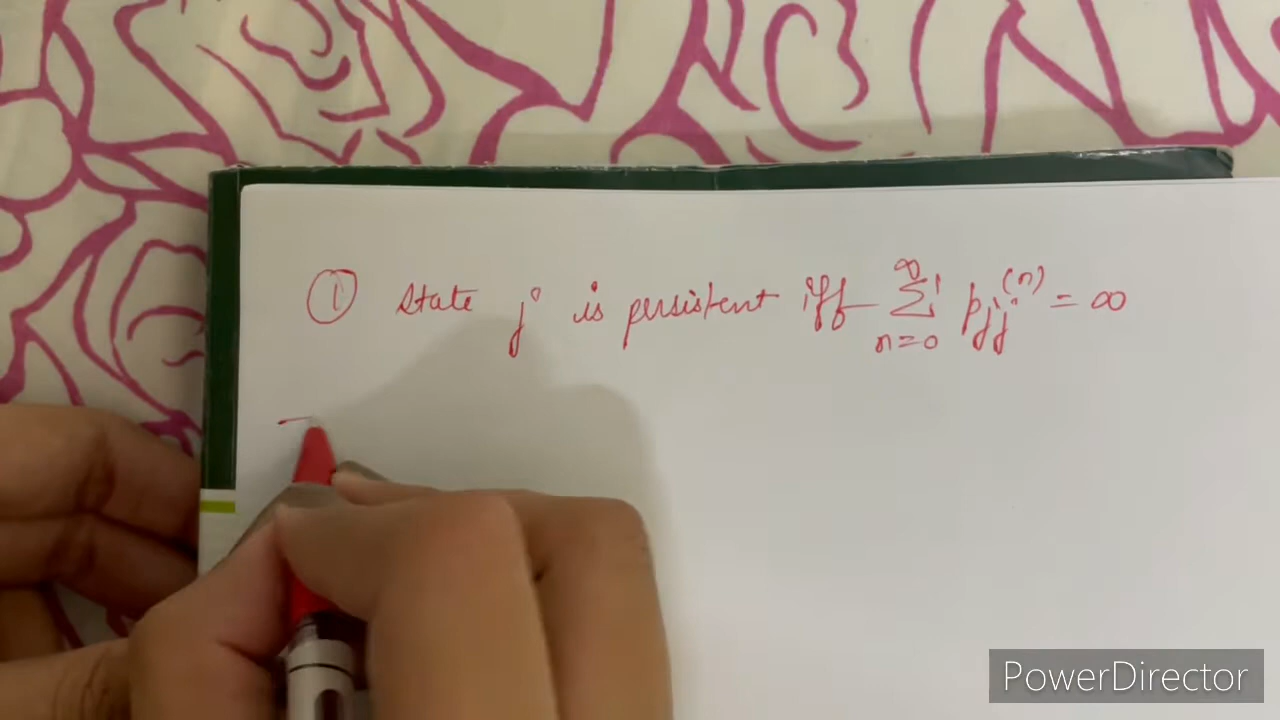 ① State j is persistent iff ∞ Σ n=0 p_jj^(n) = ∞
PowerDirector